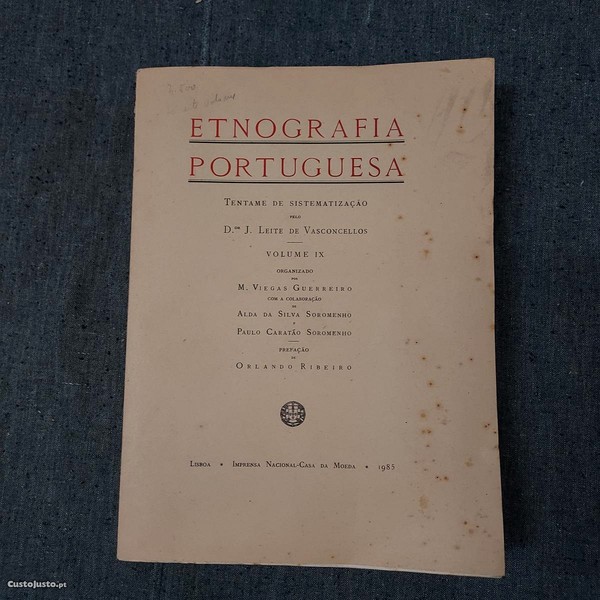 ETNOGRAFIA
PORTUGUESA
TENTAME DE SISTEMATIZAÇÃO
PELO
D.or J. LEITE DE VASCONCELLOS
VOLUME IX
ORGANIZADO
POR
M. VIEGAS GUERREIRO
COM A COLABORAÇÃO
DE
ALDA DA SILVA SOROMENHO
E
PAULO CARATÃO SOROMENHO
PREFAÇÃO
DE
ORLANDO RIBEIRO
LISBOA • IMPRENSA NACIONAL-CASA DA MOEDA • 1985
CustoJusto.pt